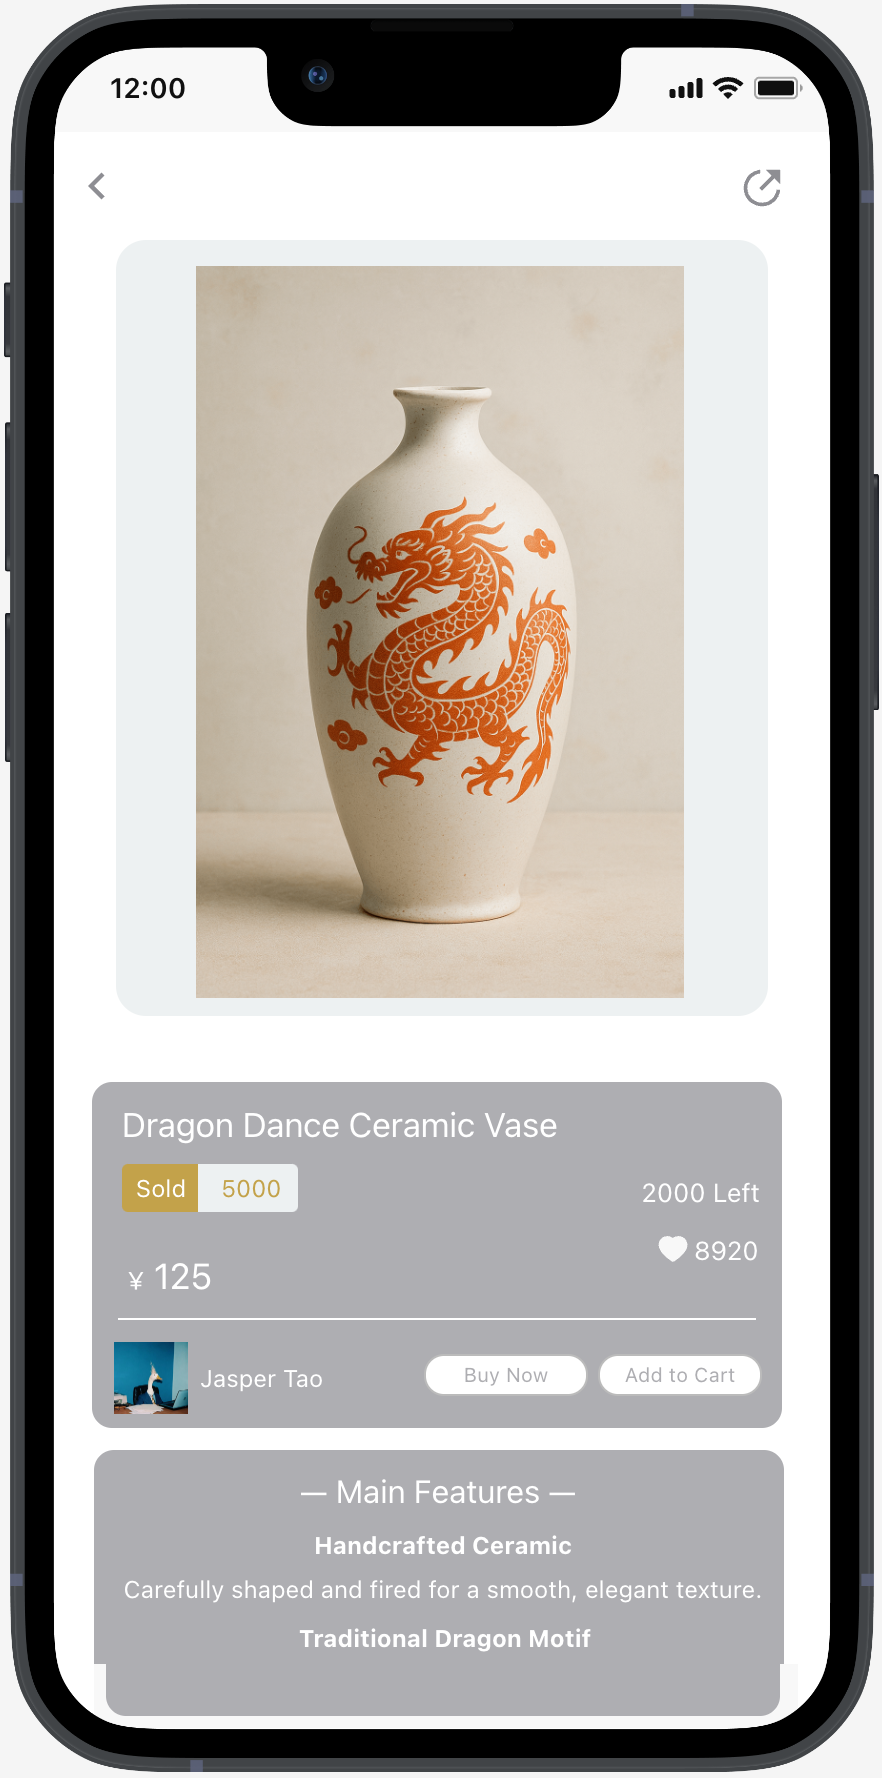 12:00
Dragon Dance Ceramic Vase
Sold 5000
2000 Left
8920
¥ 125
Jasper Tao
Buy Now
Add to Cart
— Main Features —
Handcrafted Ceramic
Carefully shaped and fired for a smooth, elegant texture.
Traditional Dragon Motif